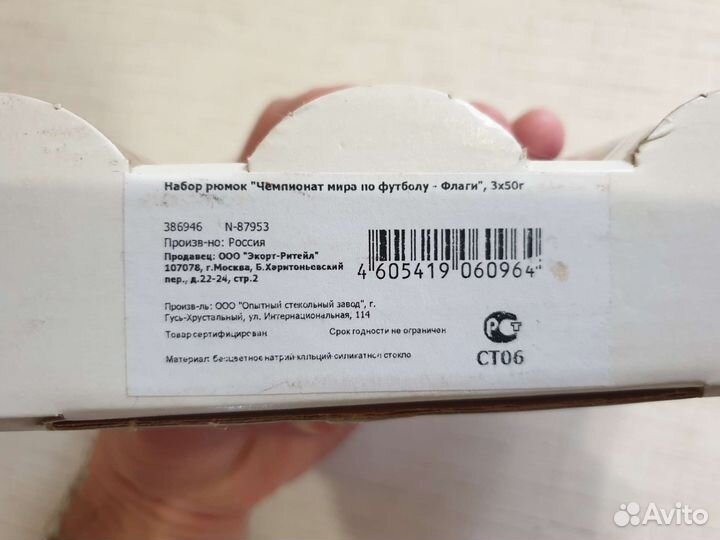 Набор рюмок "Чемпионат мира по футболу - Флаги", 3х50г
386946 N-87953
Произв-но: Россия
Продавец: ООО "Экорт-Ритейл"
107078, г.Москва, Б.Харитоньовский
пер., д.22-24, стр.2
4 605419 060964
Произв-ль: ООО "Опытный стекольный завод", г.
Гусь-Хрустальный, ул. Интернациональная, 114
Товар сертифицирован Срок годности не ограничен
РСТ
СТ06
Материал: бесцветное натрий-кальций-силикатное стекло
Avito